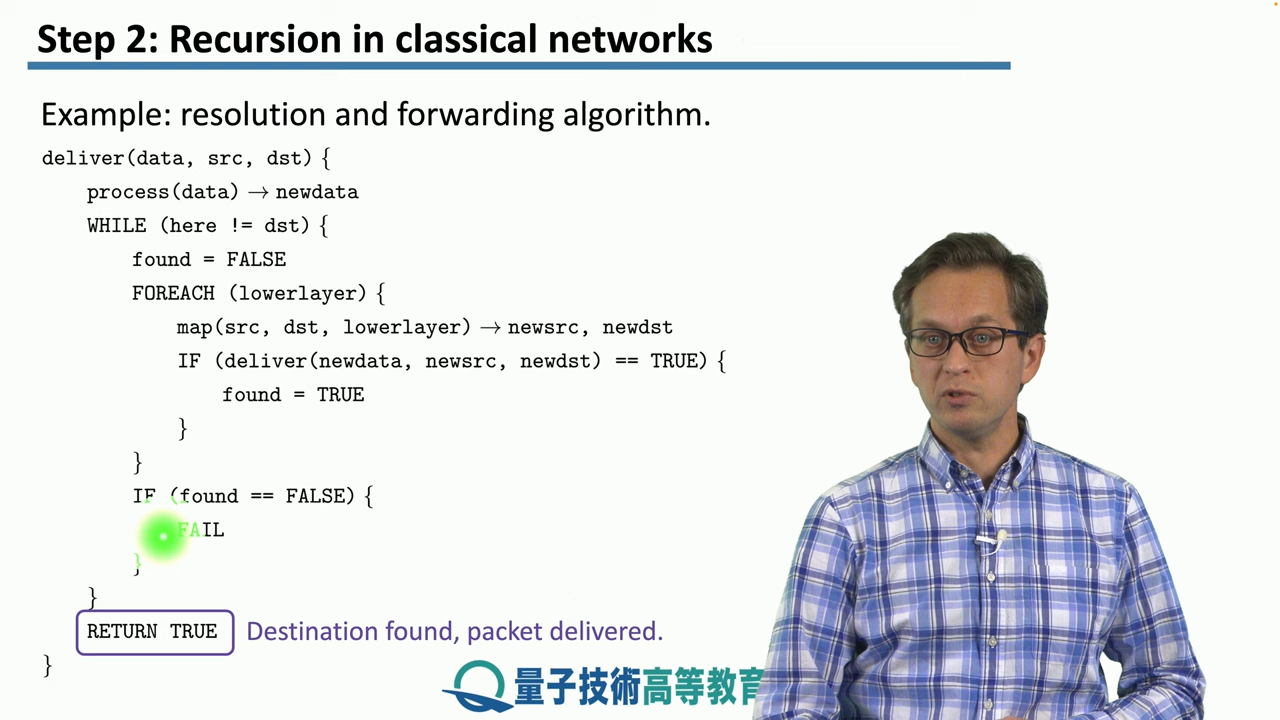 Step 2: Recursion in classical networks
Example: resolution and forwarding algorithm.
deliver(data, src, dst) {
process(data) → newdata
WHILE (here != dst) {
found = FALSE
FOREACH (lowerlayer) {
map(src, dst, lowerlayer) → newsrc, newdst
IF (deliver(newdata, newsrc, newdst) == TRUE) {
found = TRUE
}
}
IF (found == FALSE) {
FAIL
}
}
RETURN TRUE Destination found, packet delivered.
}
量子技術高等教育